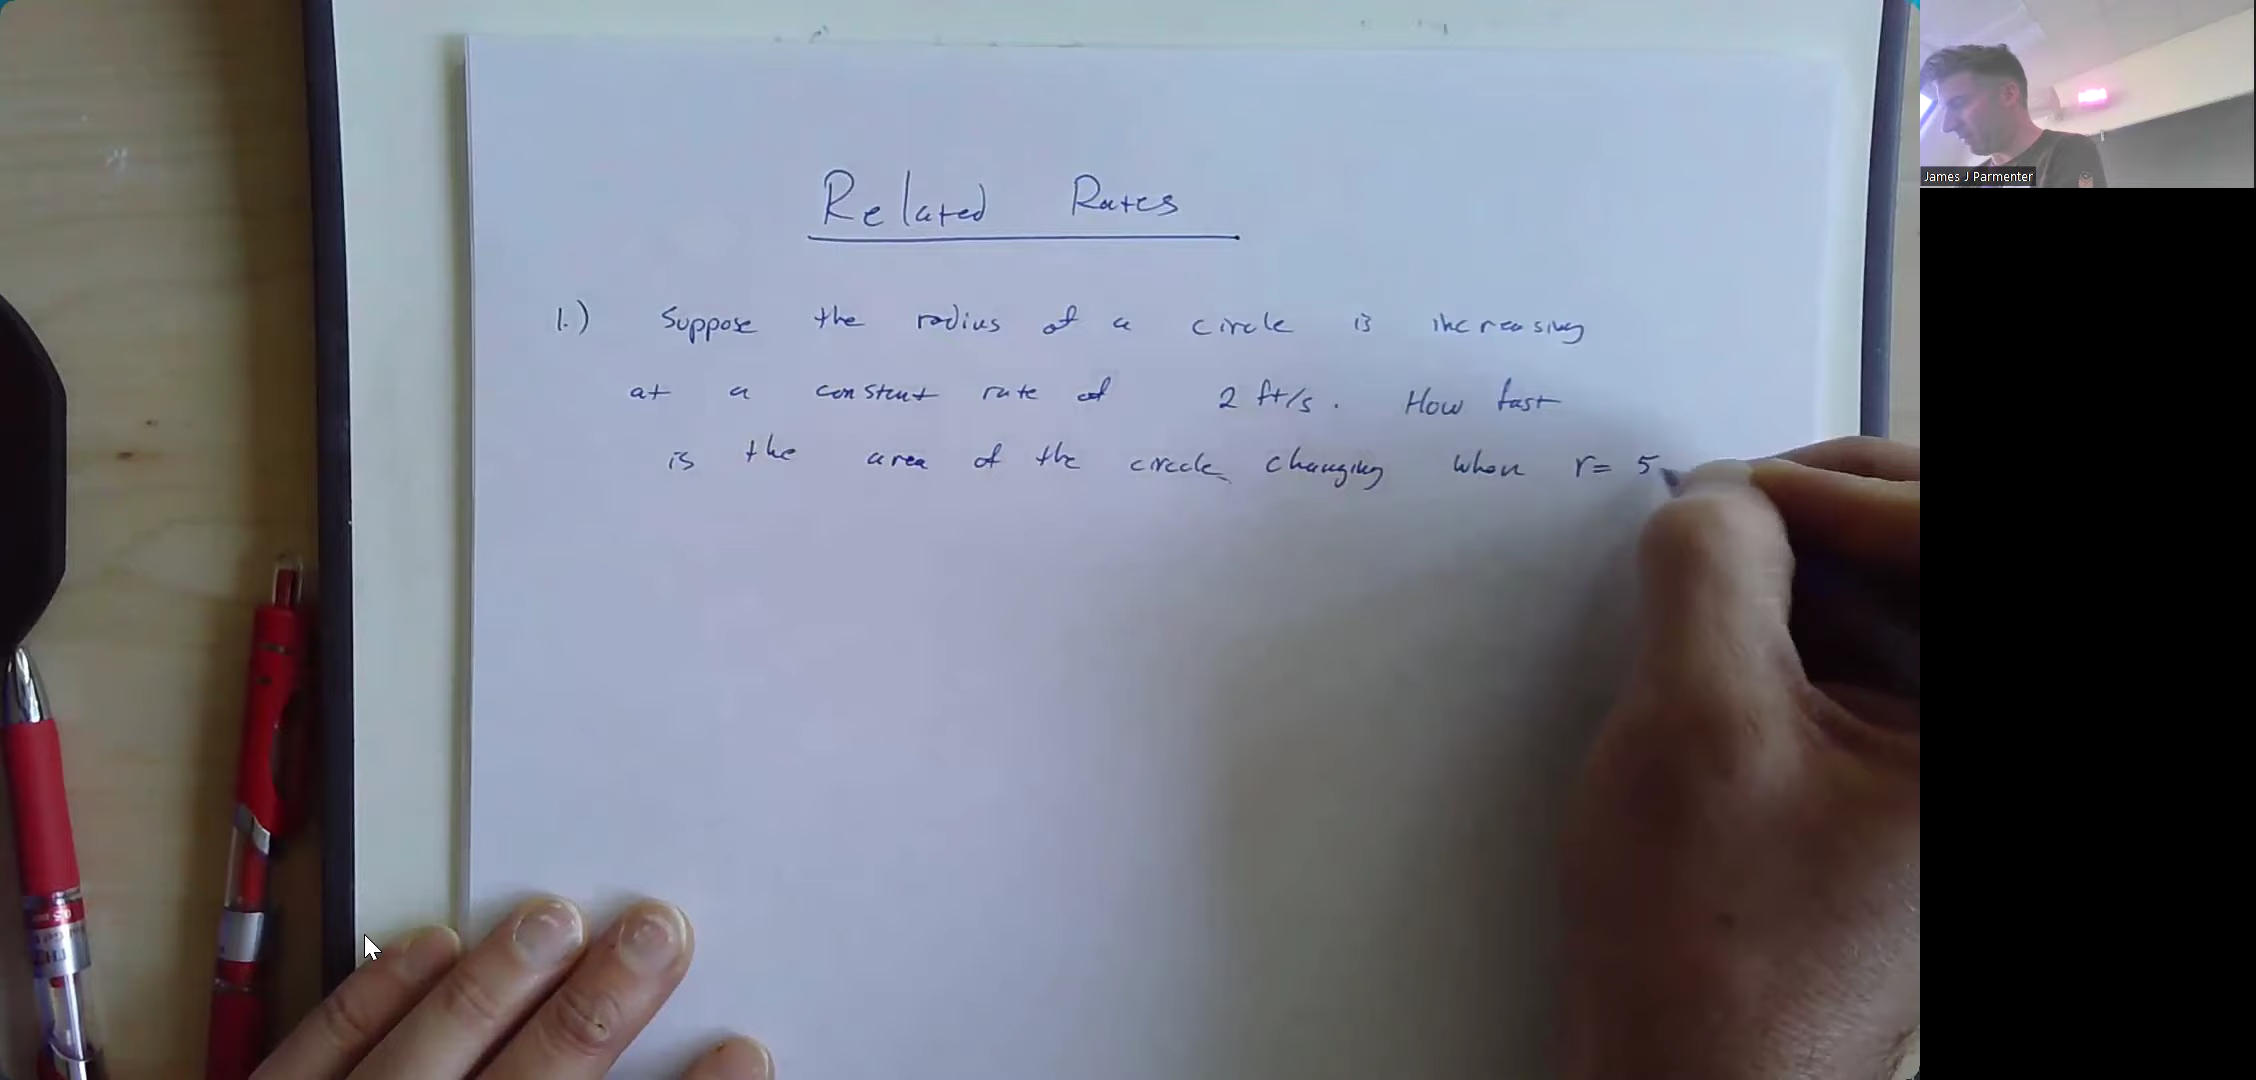 Related Rates
1.) Suppose the radius of a circle is increasing
at a constant rate of 2 ft/s. How fast
is the area of the circle changing when r= 5
James J Parmenter